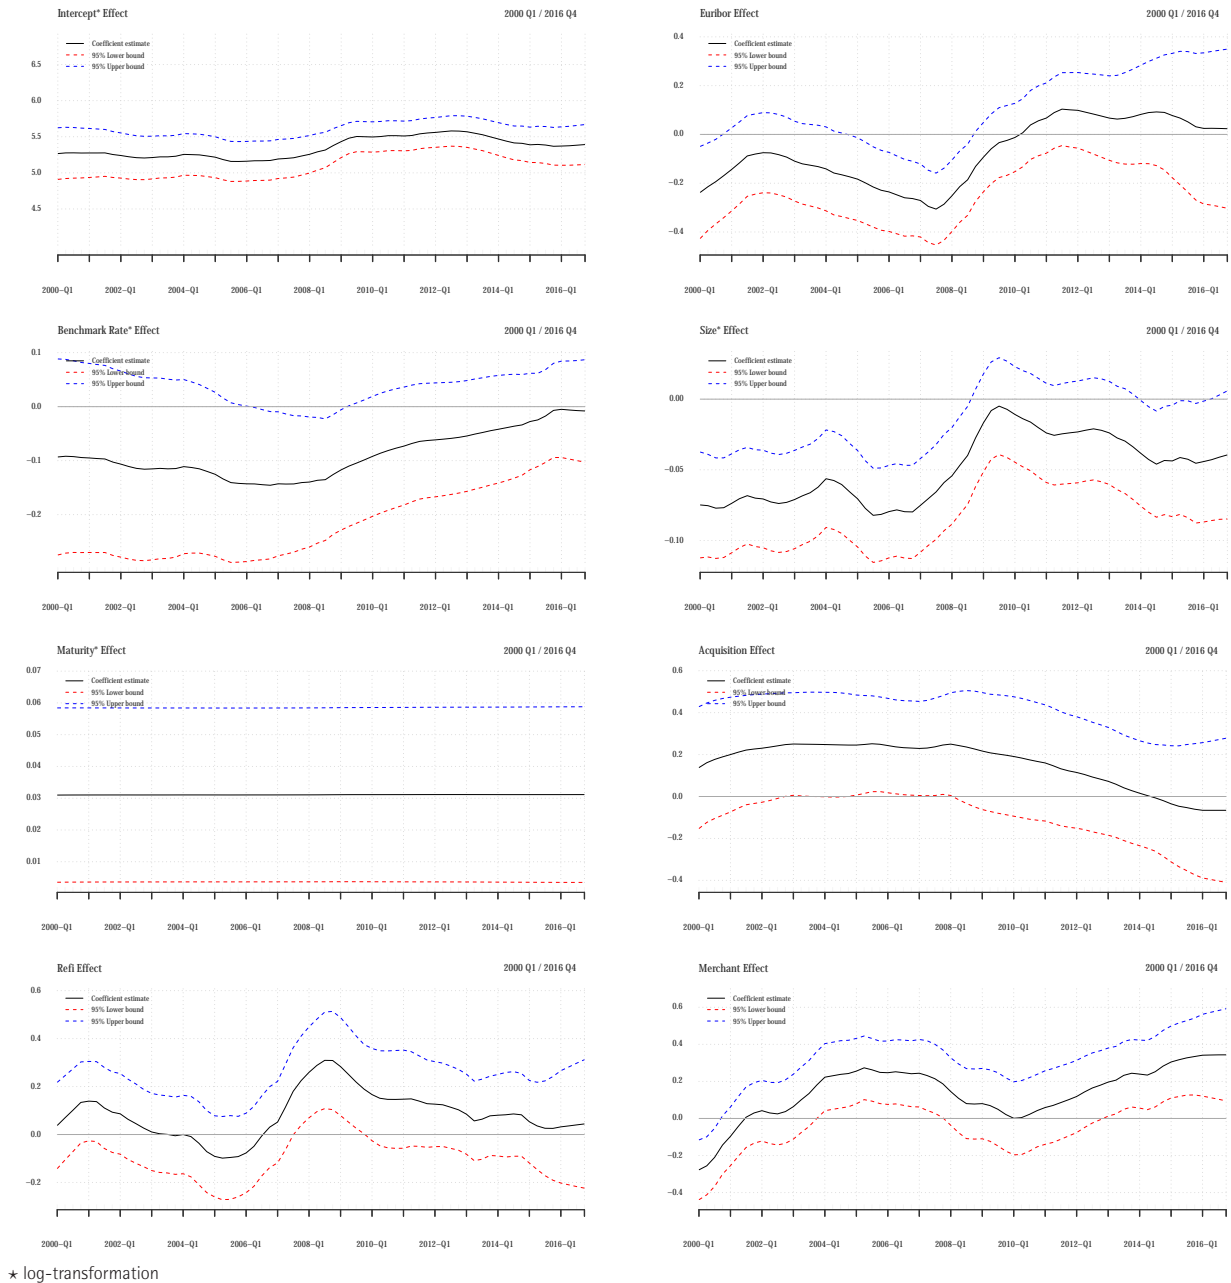 Intercept* Effect 2000 Q1 / 2016 Q4
Coefficient estimate
95% Lower bound
95% Upper bound
6.5
6.0
5.5
5.0
4.5
2000–Q1 2002–Q1 2004–Q1 2006–Q1 2008–Q1 2010–Q1 2012–Q1 2014–Q1 2016–Q1
Euribor Effect 2000 Q1 / 2016 Q4
Coefficient estimate
95% Lower bound
95% Upper bound
0.4
0.2
0.0
−0.2
−0.4
2000–Q1 2002–Q1 2004–Q1 2006–Q1 2008–Q1 2010–Q1 2012–Q1 2014–Q1 2016–Q1
Benchmark Rate* Effect 2000 Q1 / 2016 Q4
Coefficient estimate
95% Lower bound
95% Upper bound
0.1
0.0
−0.1
−0.2
2000–Q1 2002–Q1 2004–Q1 2006–Q1 2008–Q1 2010–Q1 2012–Q1 2014–Q1 2016–Q1
Size* Effect 2000 Q1 / 2016 Q4
Coefficient estimate
95% Lower bound
95% Upper bound
0.00
−0.05
−0.10
2000–Q1 2002–Q1 2004–Q1 2006–Q1 2008–Q1 2010–Q1 2012–Q1 2014–Q1 2016–Q1
Maturity* Effect 2000 Q1 / 2016 Q4
Coefficient estimate
95% Lower bound
95% Upper bound
0.07
0.06
0.05
0.04
0.03
0.02
0.01
2000–Q1 2002–Q1 2004–Q1 2006–Q1 2008–Q1 2010–Q1 2012–Q1 2014–Q1 2016–Q1
Acquisition Effect 2000 Q1 / 2016 Q4
Coefficient estimate
95% Lower bound
95% Upper bound
0.6
0.4
0.2
0.0
−0.2
−0.4
2000–Q1 2002–Q1 2004–Q1 2006–Q1 2008–Q1 2010–Q1 2012–Q1 2014–Q1 2016–Q1
Refi Effect 2000 Q1 / 2016 Q4
Coefficient estimate
95% Lower bound
95% Upper bound
0.6
0.4
0.2
0.0
−0.2
2000–Q1 2002–Q1 2004–Q1 2006–Q1 2008–Q1 2010–Q1 2012–Q1 2014–Q1 2016–Q1
Merchant Effect 2000 Q1 / 2016 Q4
Coefficient estimate
95% Lower bound
95% Upper bound
0.6
0.4
0.2
0.0
−0.2
−0.4
2000–Q1 2002–Q1 2004–Q1 2006–Q1 2008–Q1 2010–Q1 2012–Q1 2014–Q1 2016–Q1
⋆ log-transformation